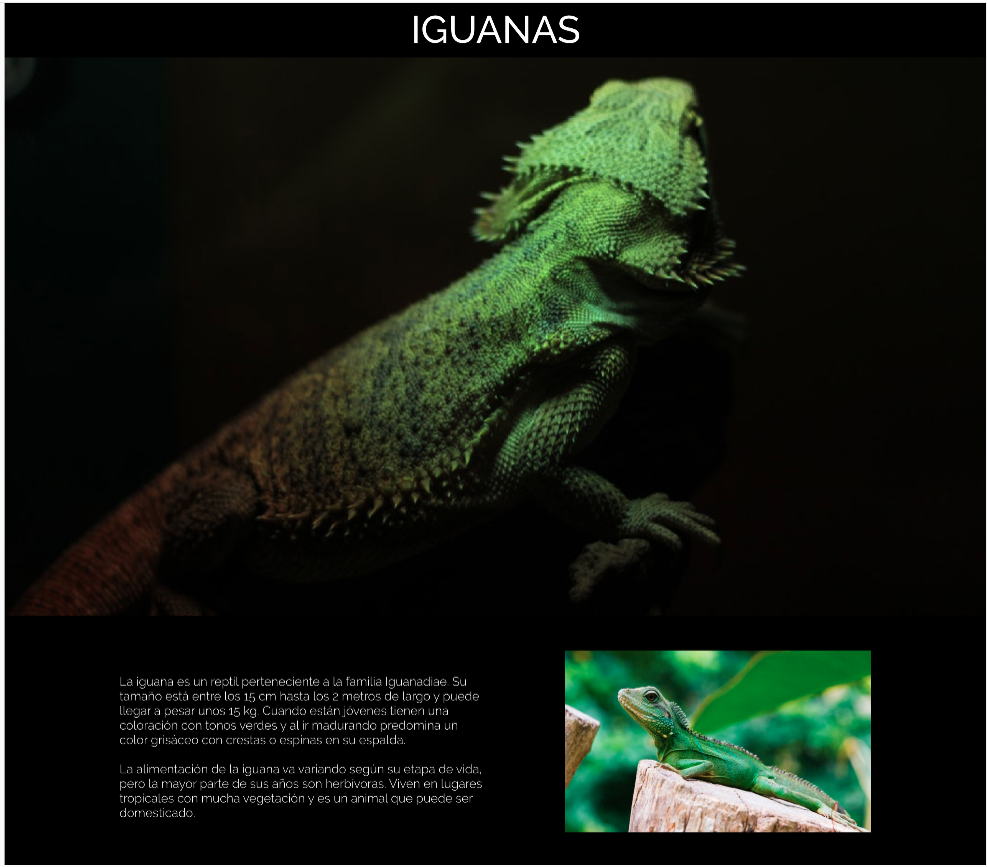 IGUANAS
La iguana es un reptil perteneciente a la familia Iguanadiae. Su
tamaño está entre los 15 cm hasta los 2 metros de largo y puede
llegar a pesar unos 15 kg. Cuando están jóvenes tienen una
coloración con tonos verdes y al ir madurando predomina un
color grisáceo con crestas o espinas en su espalda.
La alimentación de la iguana va variando según su etapa de vida,
pero la mayor parte de sus años son herbívoras. Viven en lugares
tropicales con mucha vegetación y es un animal que puede ser
domesticado.